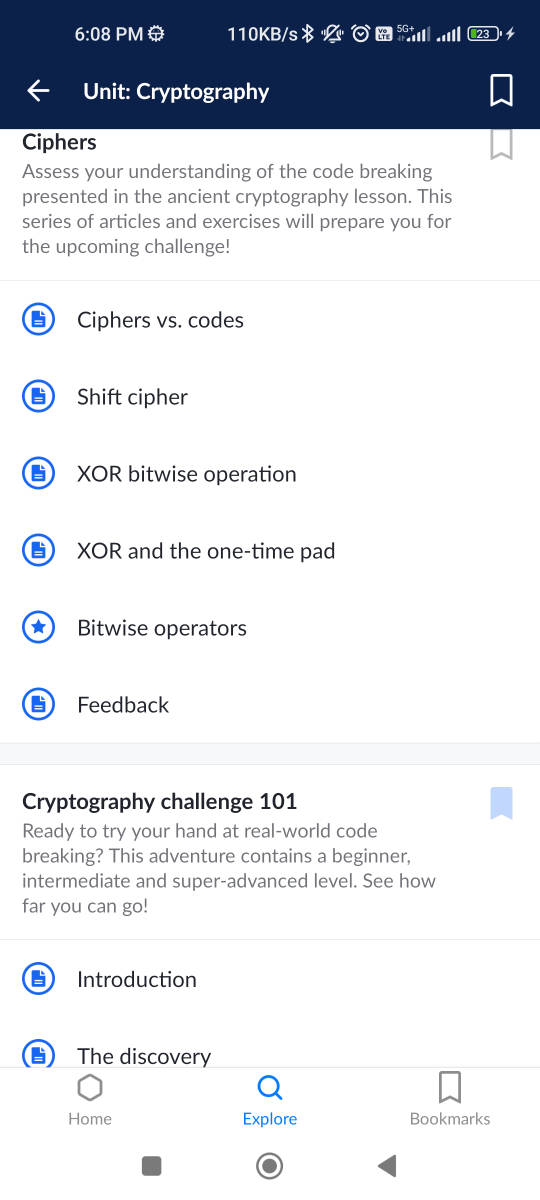 6:08 PM 110KB/s Vo LTE 5G+ 23
Unit: Cryptography
Ciphers
Assess your understanding of the code breaking
presented in the ancient cryptography lesson. This
series of articles and exercises will prepare you for
the upcoming challenge!
Ciphers vs. codes
Shift cipher
XOR bitwise operation
XOR and the one-time pad
Bitwise operators
Feedback
Cryptography challenge 101
Ready to try your hand at real-world code
breaking? This adventure contains a beginner,
intermediate and super-advanced level. See how
far you can go!
Introduction
The discovery
Home Explore Bookmarks